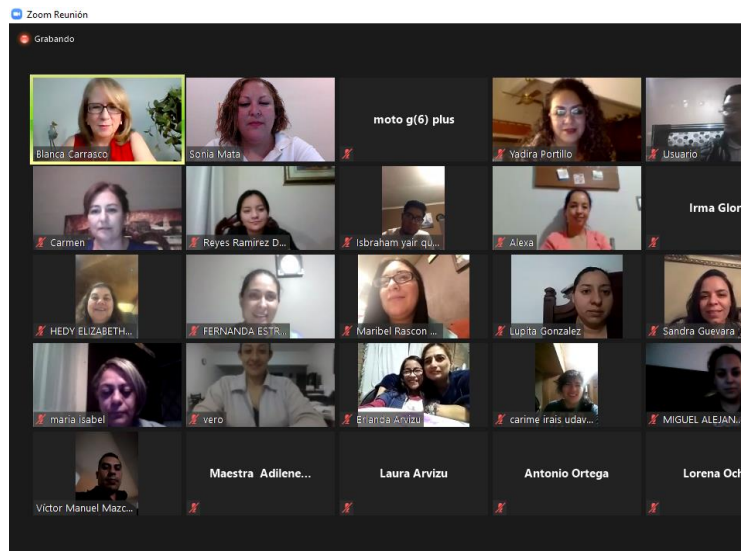 Zoom Reunión
Grabando
Blanca Carrasco
Sonia Mata
moto g(6) plus
Yadira Portillo
Usuario
Carmen
Reyes Ramirez D...
Isbraham yair qu...
Alexa
Irma Glor
HEDY ELIZABETH...
FERNANDA ESTR...
Maribel Rascon ...
Lupita Gonzalez
Sandra Guevara
maria isabel
vero
Erlanda Arvizu
carime irais udav...
MIGUEL ALEJAN...
Víctor Manuel Mazc...
Maestra Adilene...
Laura Arvizu
Antonio Ortega
Lorena Och